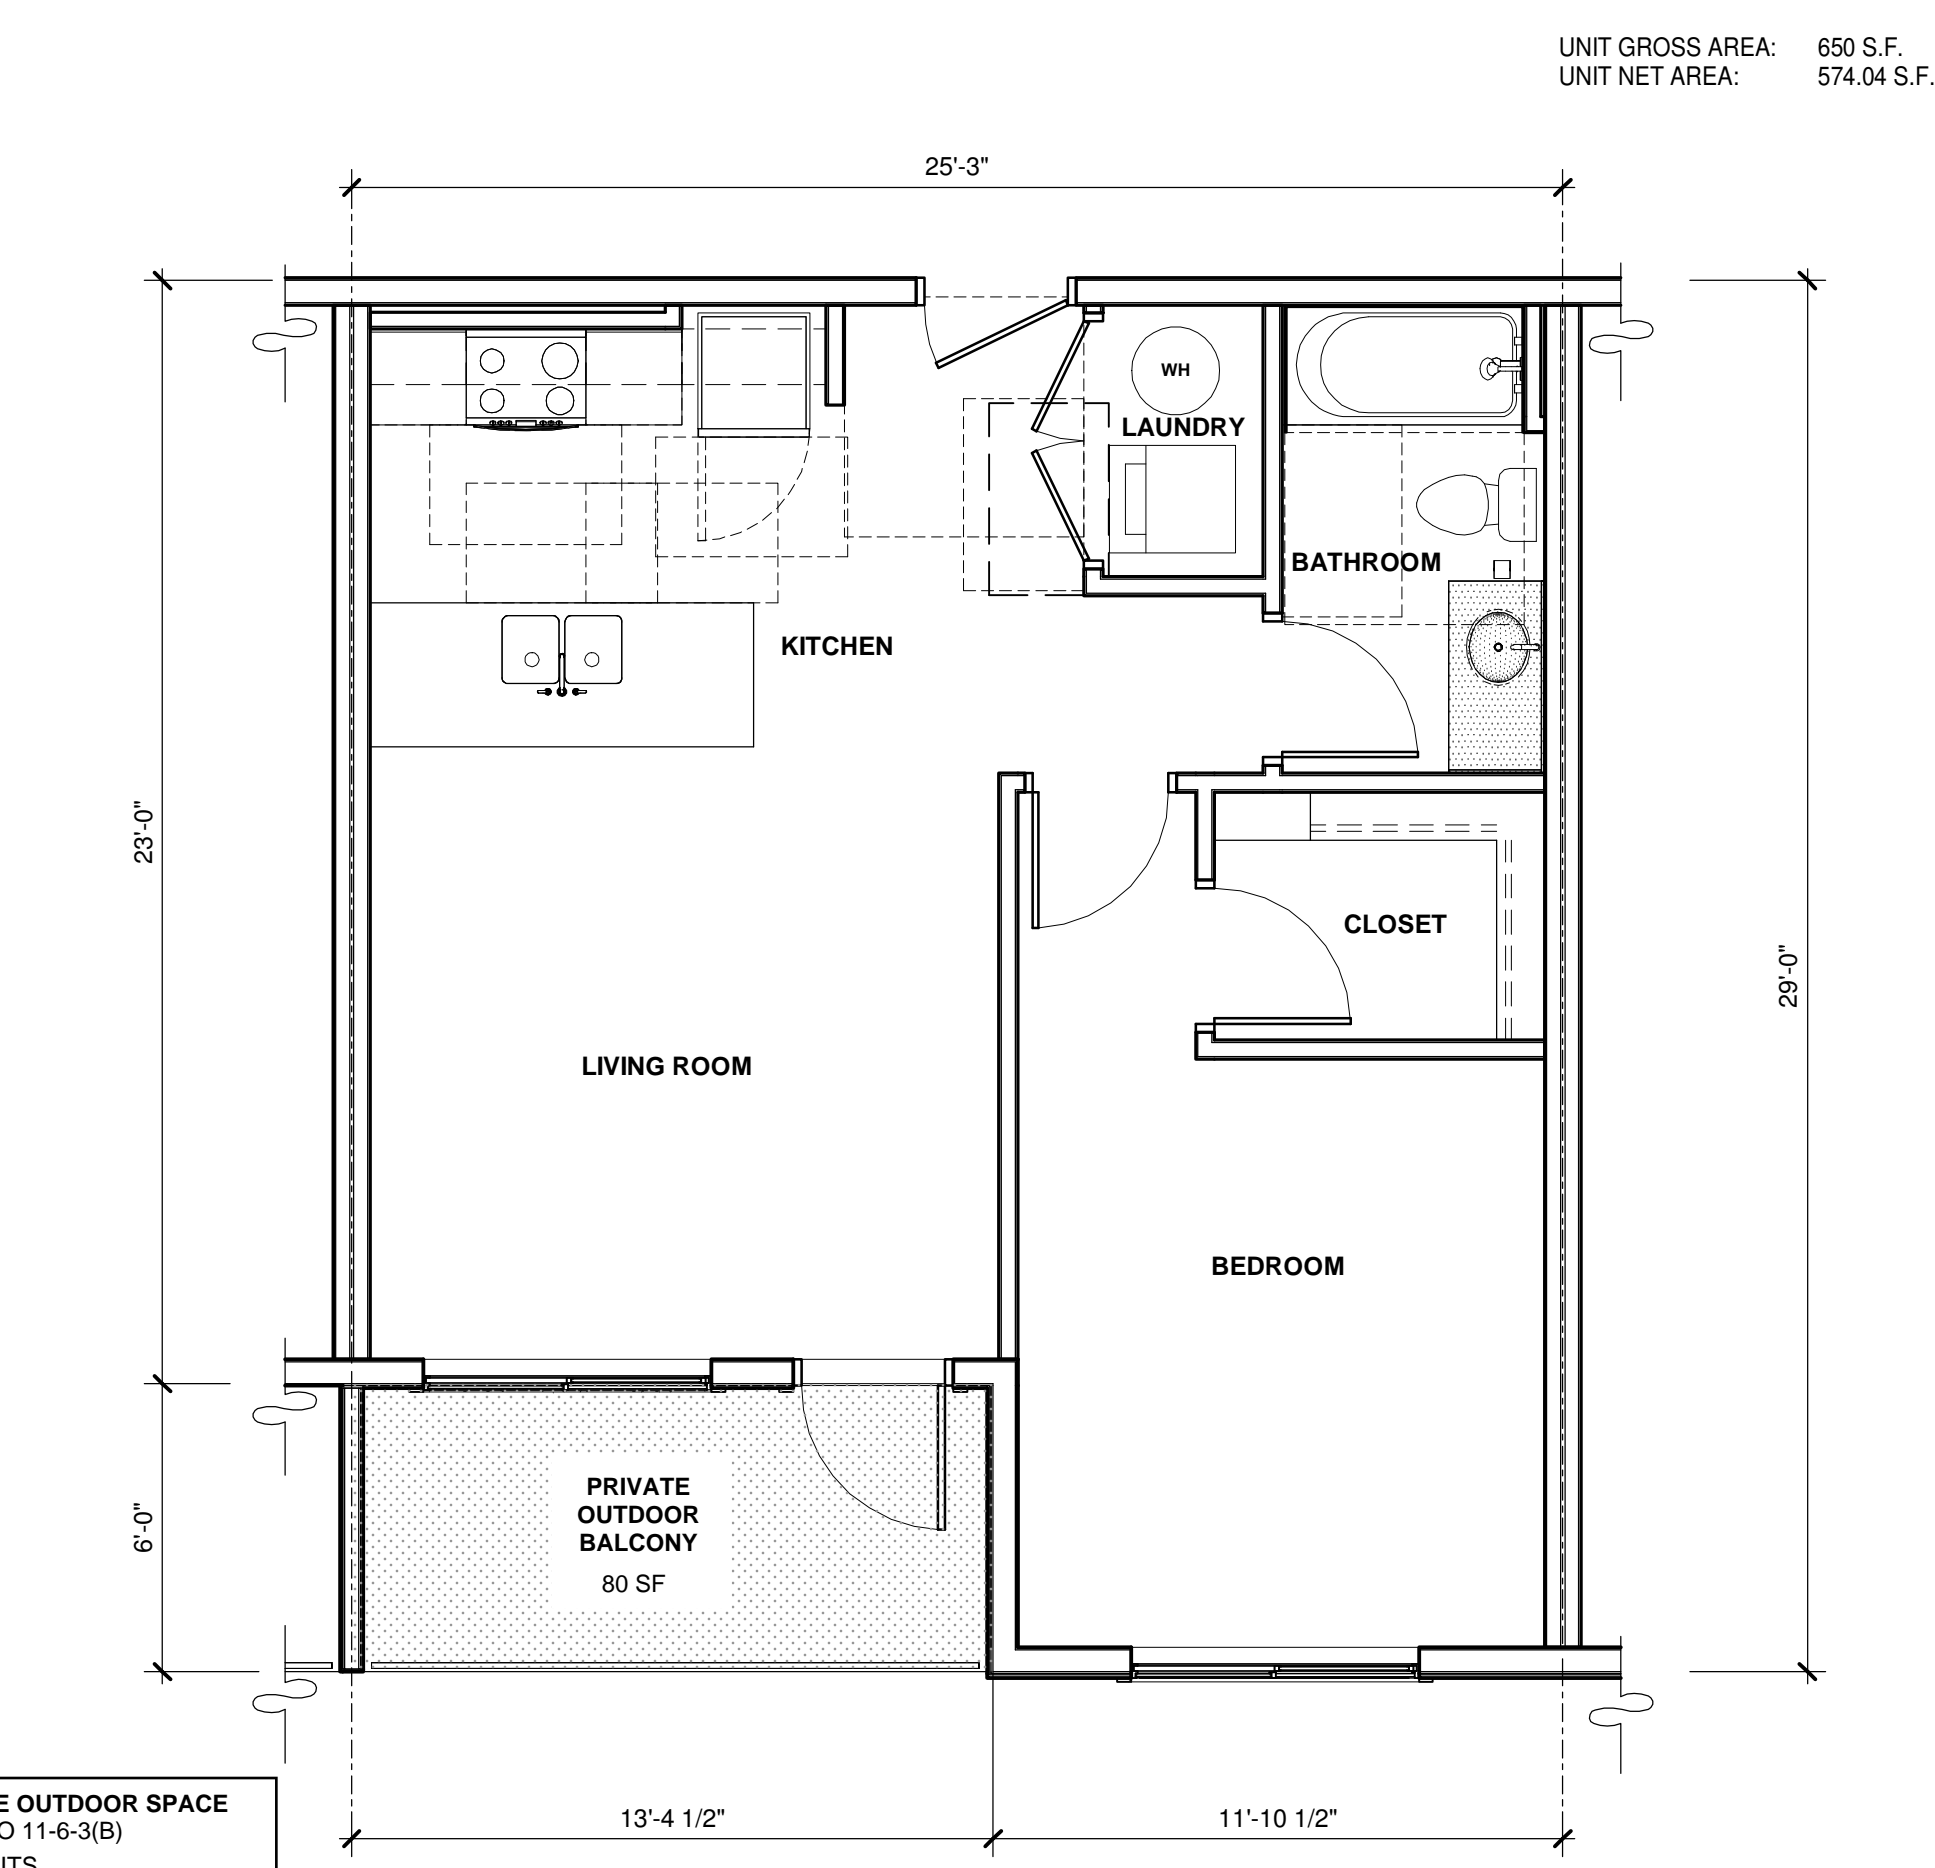 UNIT GROSS AREA: 650 S.F.
UNIT NET AREA: 574.04 S.F.
25'-3"
WH
LAUNDRY
BATHROOM
KITCHEN
23'-0"
CLOSET
29'-0"
LIVING ROOM
BEDROOM
PRIVATE
OUTDOOR
BALCONY
80 SF
6'-0"
OUTDOOR SPACE
11-6-3(B)
13'-4 1/2"
11'-10 1/2"